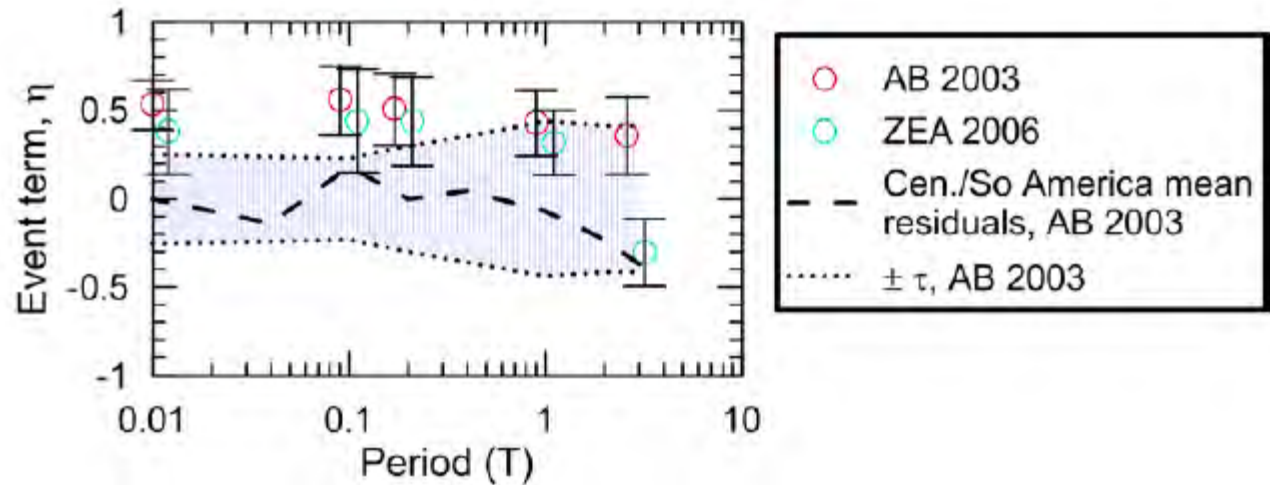 1
0.5
0
-0.5
-1
Event term, η
0.01
0.1
1
10
Period (T)
AB 2003
ZEA 2006
Cen./So America mean
residuals, AB 2003
± τ, AB 2003